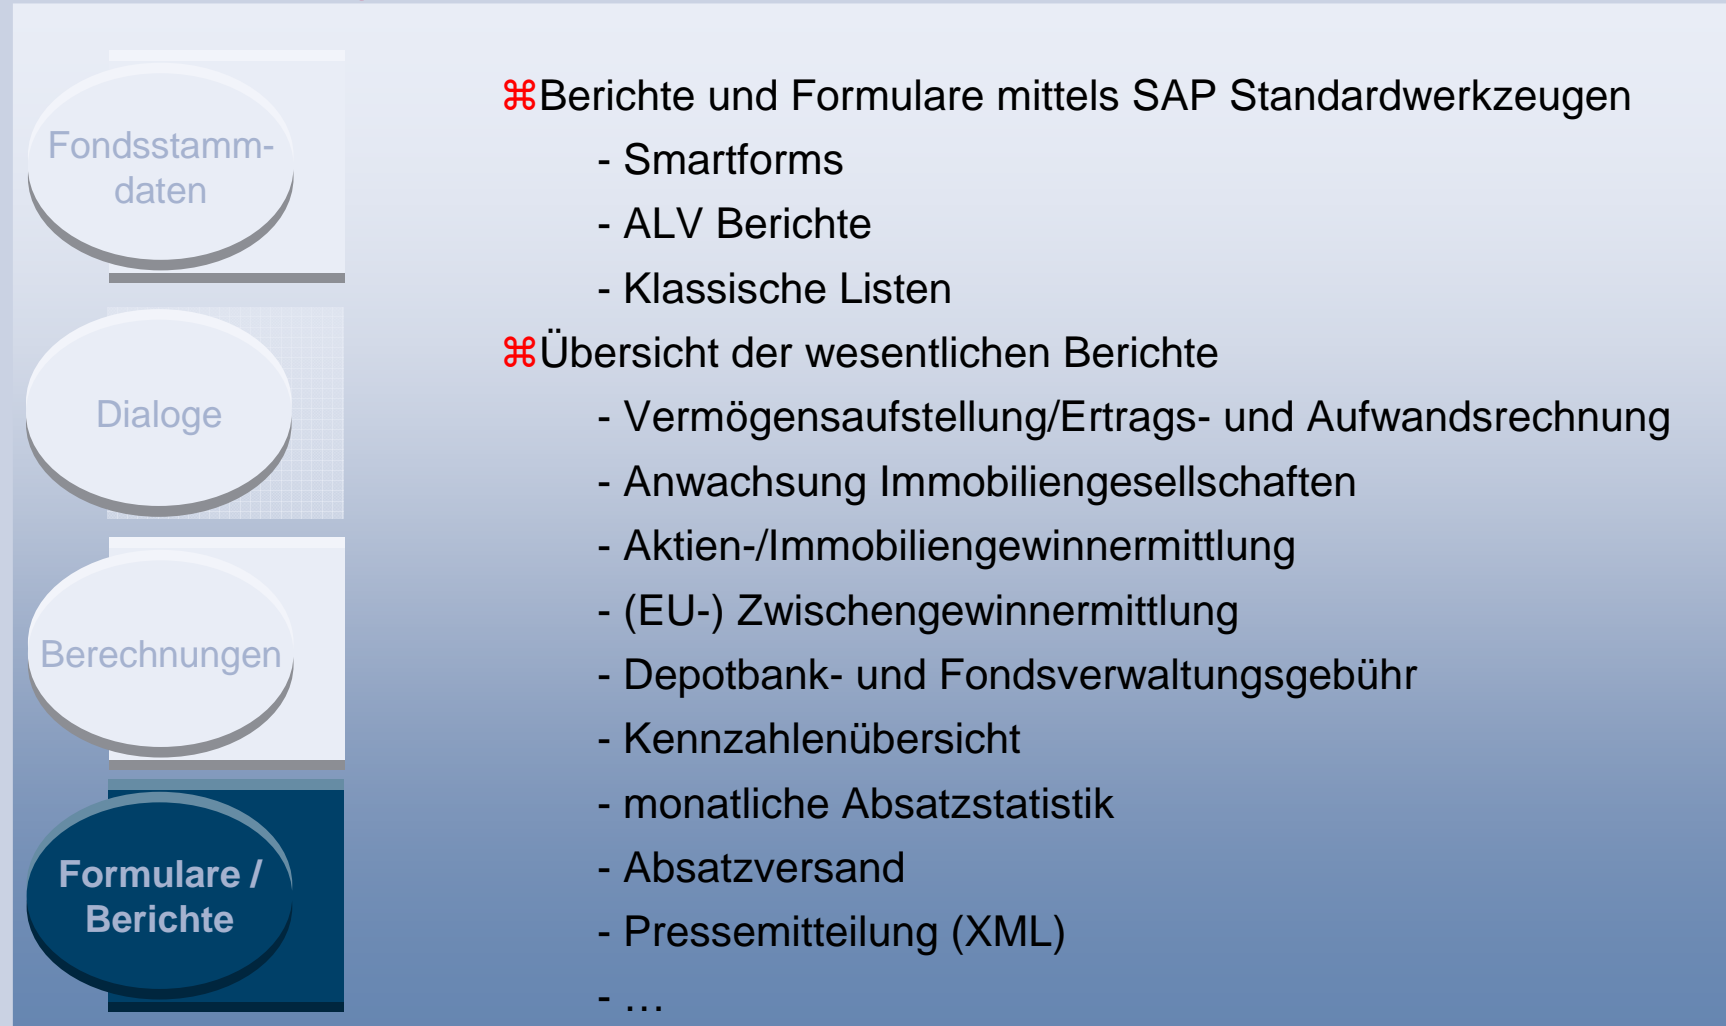 Fondsstamm-
daten
Dialoge
Berechnungen
Formulare /
Berichte
⌘Berichte und Formulare mittels SAP Standardwerkzeugen
- Smartforms
- ALV Berichte
- Klassische Listen
⌘Übersicht der wesentlichen Berichte
- Vermögensaufstellung/Ertrags- und Aufwandsrechnung
- Anwachsung Immobiliengesellschaften
- Aktien-/Immobiliengewinnermittlung
- (EU-) Zwischengewinnermittlung
- Depotbank- und Fondsverwaltungsgebühr
- Kennzahlenübersicht
- monatliche Absatzstatistik
- Absatzversand
- Pressemitteilung (XML)
- …